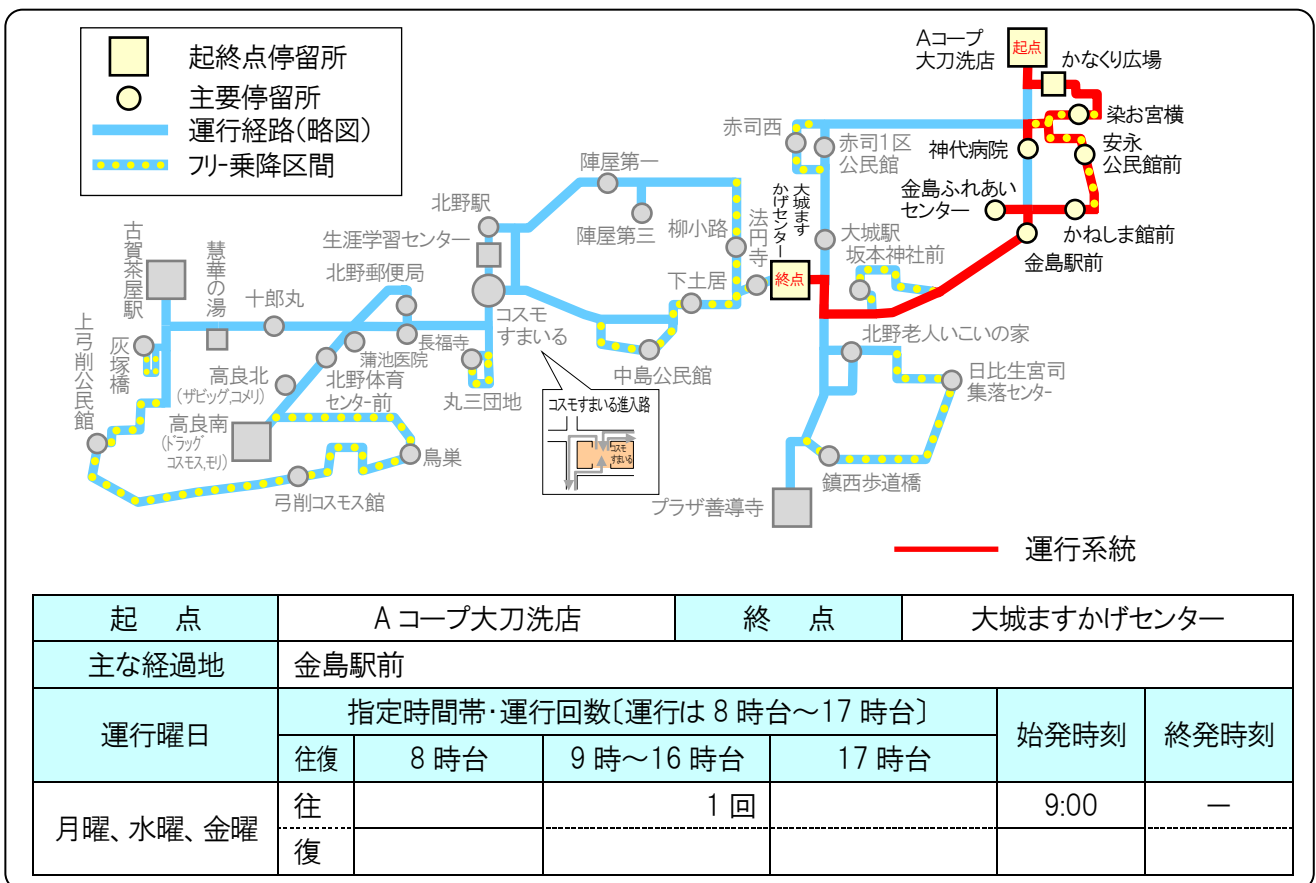 起終点停留所
主要停留所
運行経路(略図)
フリー乗降区間
Aコープ
大刀洗店
起点
かなくり広場
染お宮横
安永
公民館前
神代病院
金島ふれあい
センター
かねしま館前
金島駅前
赤司西
赤司1区
公民館
陣屋第一
陣屋第三
北野駅
生涯学習センター
柳小路
法円寺
大城ます
かげセンター
終点
大城駅
坂本神社前
下土居
古賀茶屋駅
慧華の湯
十郎丸
北野郵便局
コスモ
すまいる
長福寺
蒲池医院
北野体育
センター前
高良北
(ザビッグ,コメリ)
高良南
(ドラッグ
コスモス,モリ)
上弓削公民館
灰塚橋
丸三団地
中島公民館
コスモすまいる進入路
コスモ
すまいる
北野老人いこいの家
日比生宮司
集落センター
鳥巣
弓削コスモス館
鎮西歩道橋
プラザ善導寺
運行系統
起 点 Aコープ大刀洗店 終 点 大城ますかげセンター
主な経過地 金島駅前
運行曜日 指定時間帯・運行回数〔運行は8時台～17時台〕 始発時刻 終発時刻
往復 8時台 9時～16時台 17時台
月曜、水曜、金曜 往 1回 9:00 －
復